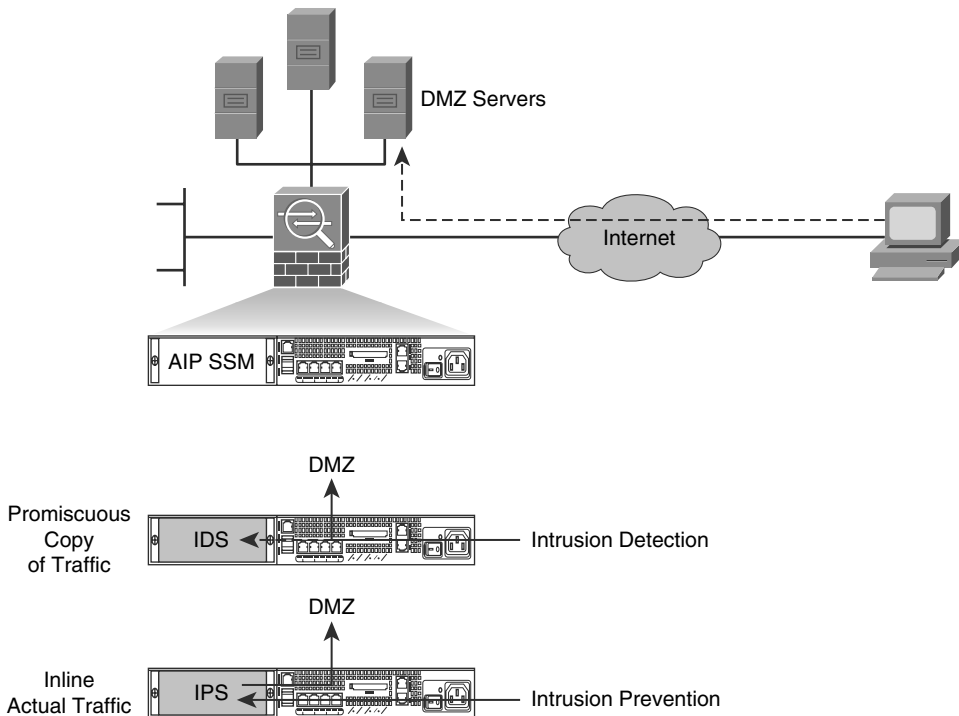 DMZ Servers
Internet
AIP SSM
DMZ
Promiscuous
Copy
of Traffic
IDS
Intrusion Detection
DMZ
Inline
Actual Traffic
IPS
Intrusion Prevention